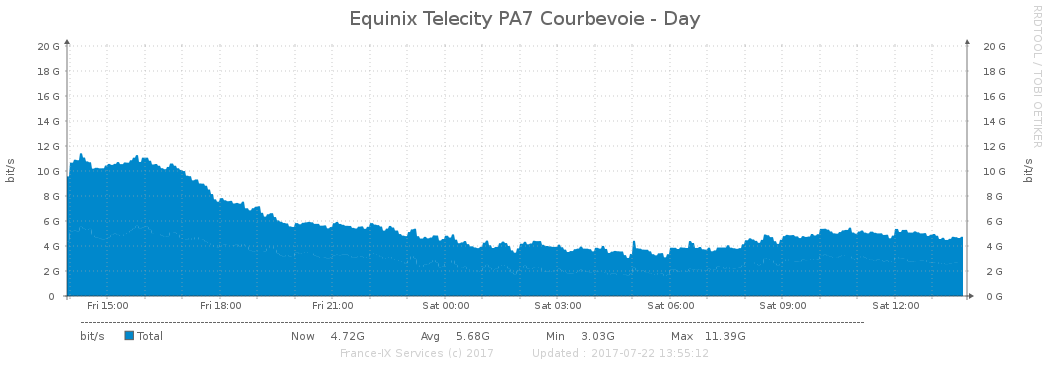 Equinix Telecity PA7 Courbevoie - Day
RRDTOOL / TOBI OETIKER
bit/s
bit/s
20 G 20 G
18 G 18 G
16 G 16 G
14 G 14 G
12 G 12 G
10 G 10 G
8 G 8 G
6 G 6 G
4 G 4 G
2 G 2 G
0 0 G
Fri 15:00 Fri 18:00 Fri 21:00 Sat 00:00 Sat 03:00 Sat 06:00 Sat 09:00 Sat 12:00
bit/s Total Now 4.72G Avg 5.68G Min 3.03G Max 11.39G
France-IX Services (c) 2017 Updated : 2017-07-22 13:55:12